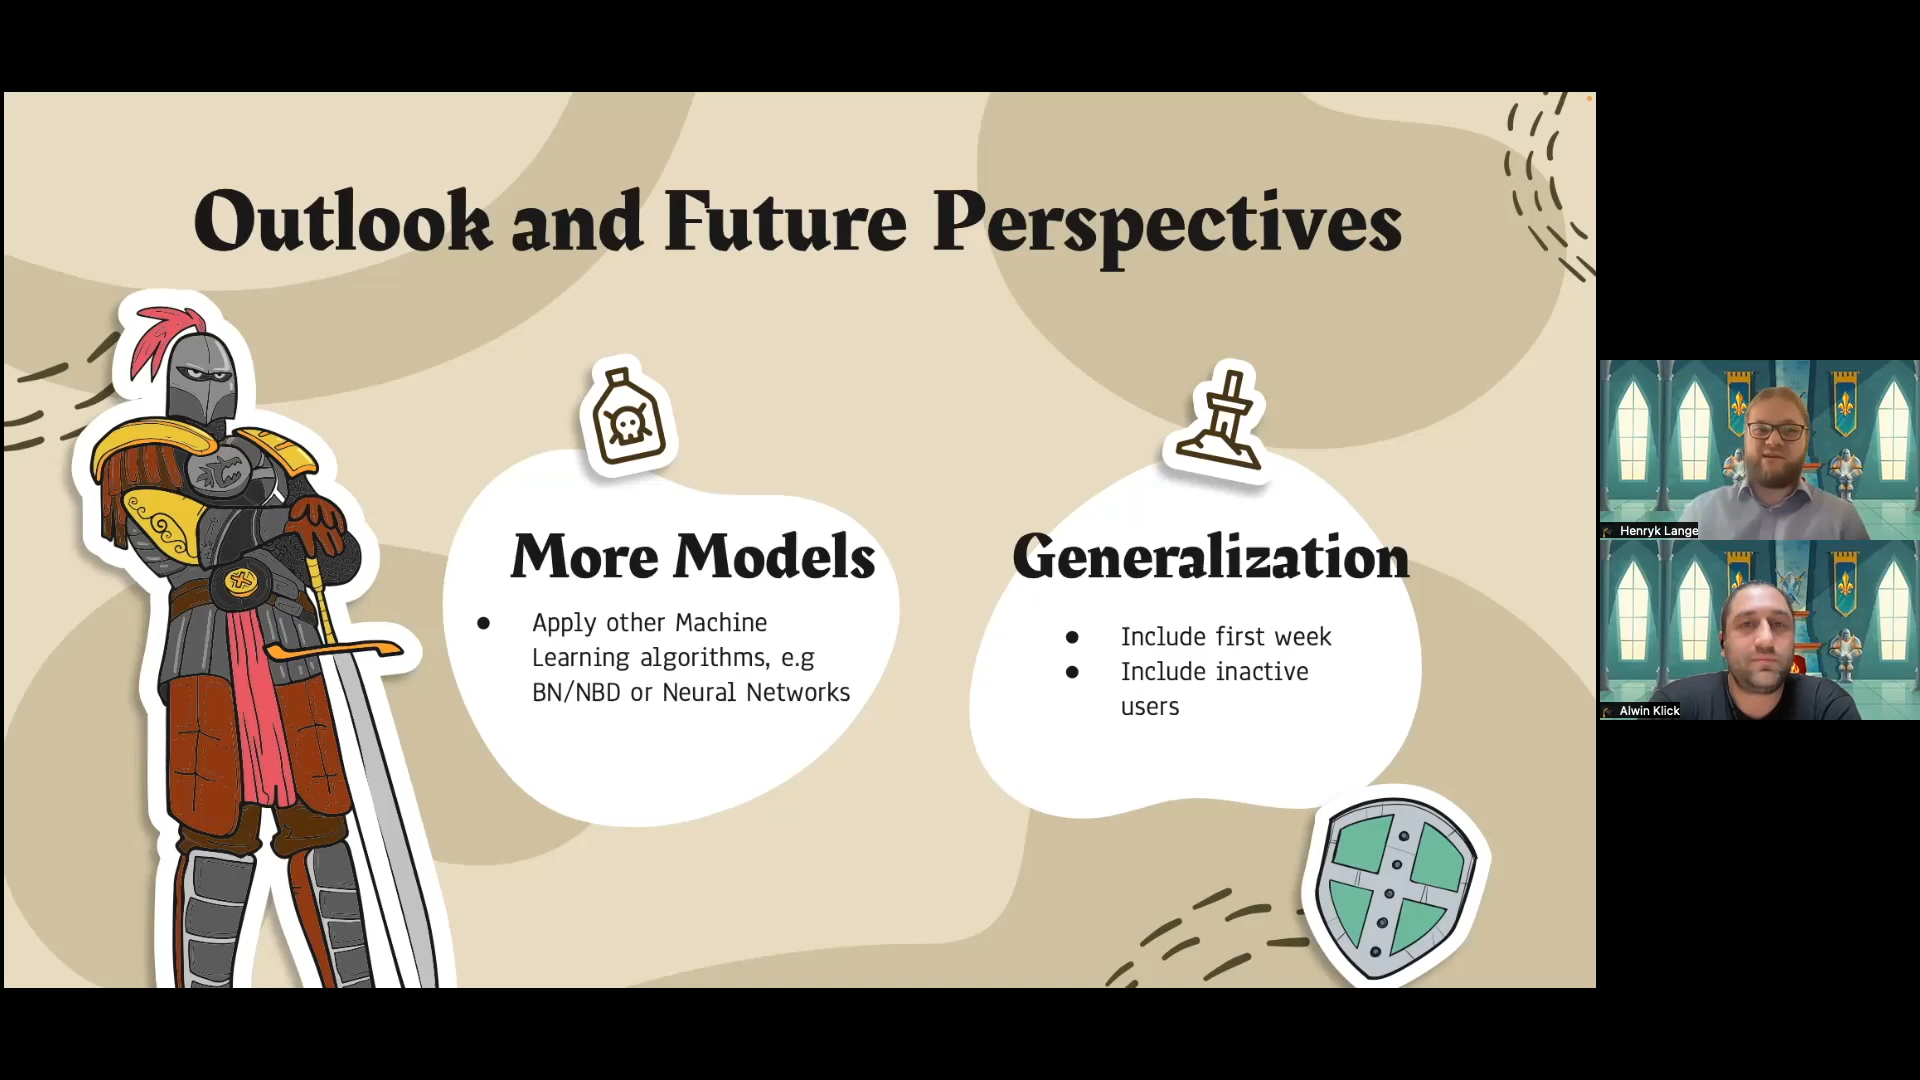 Outlook and Future Perspectives
More Models
● Apply other Machine
Learning algorithms, e.g
BN/NBD or Neural Networks
Generalization
● Include first week
● Include inactive
users
Henryk Lange
Alwin Klick